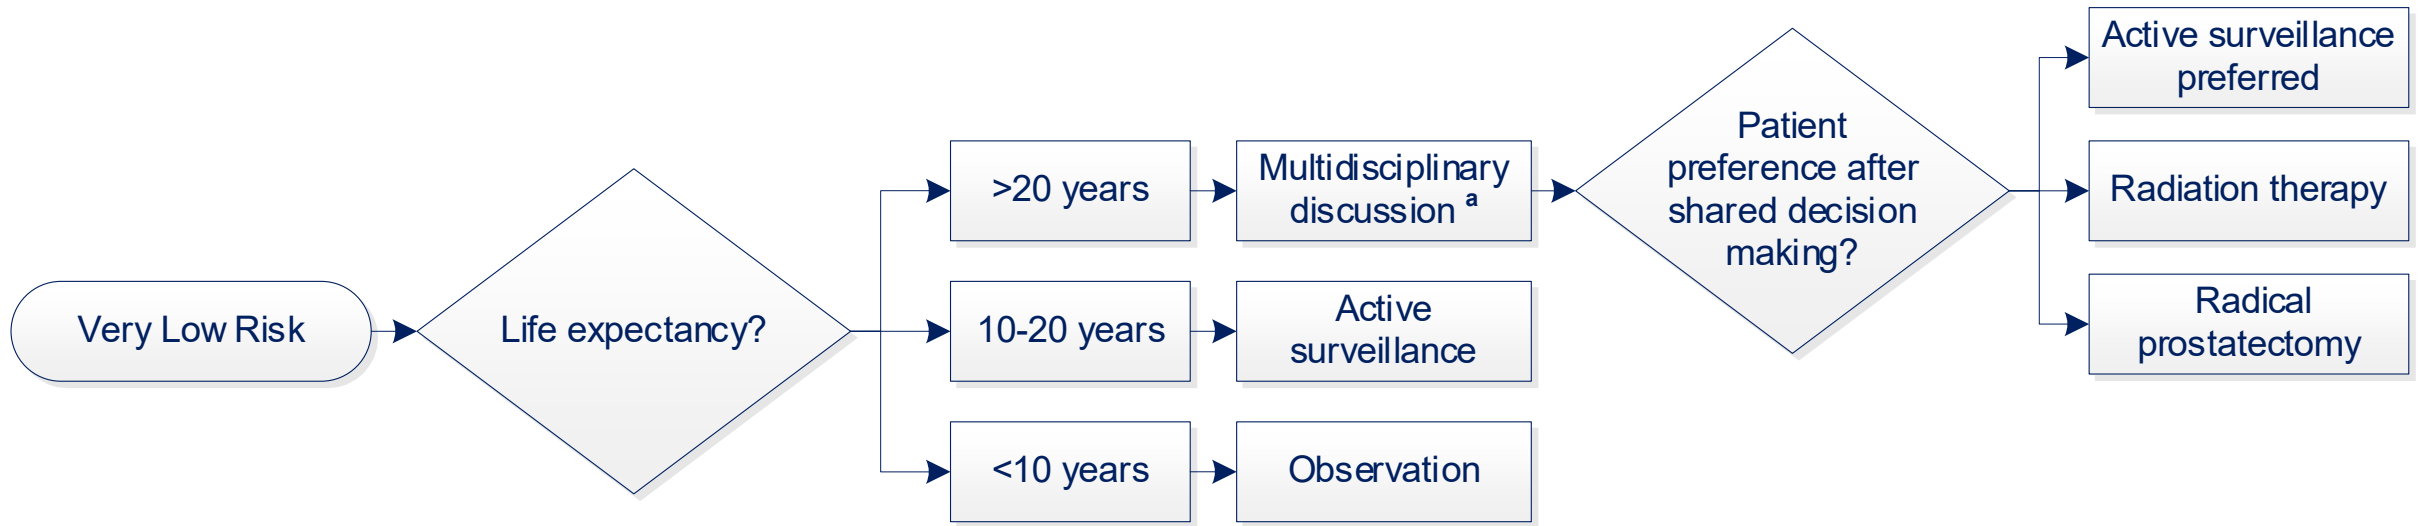 Very Low Risk
Life expectancy?
>20 years
Multidisciplinary
discussion a
10-20 years
Active
surveillance
<10 years
Observation
Patient
preference after
shared decision
making?
Active surveillance
preferred
Radiation therapy
Radical
prostatectomy